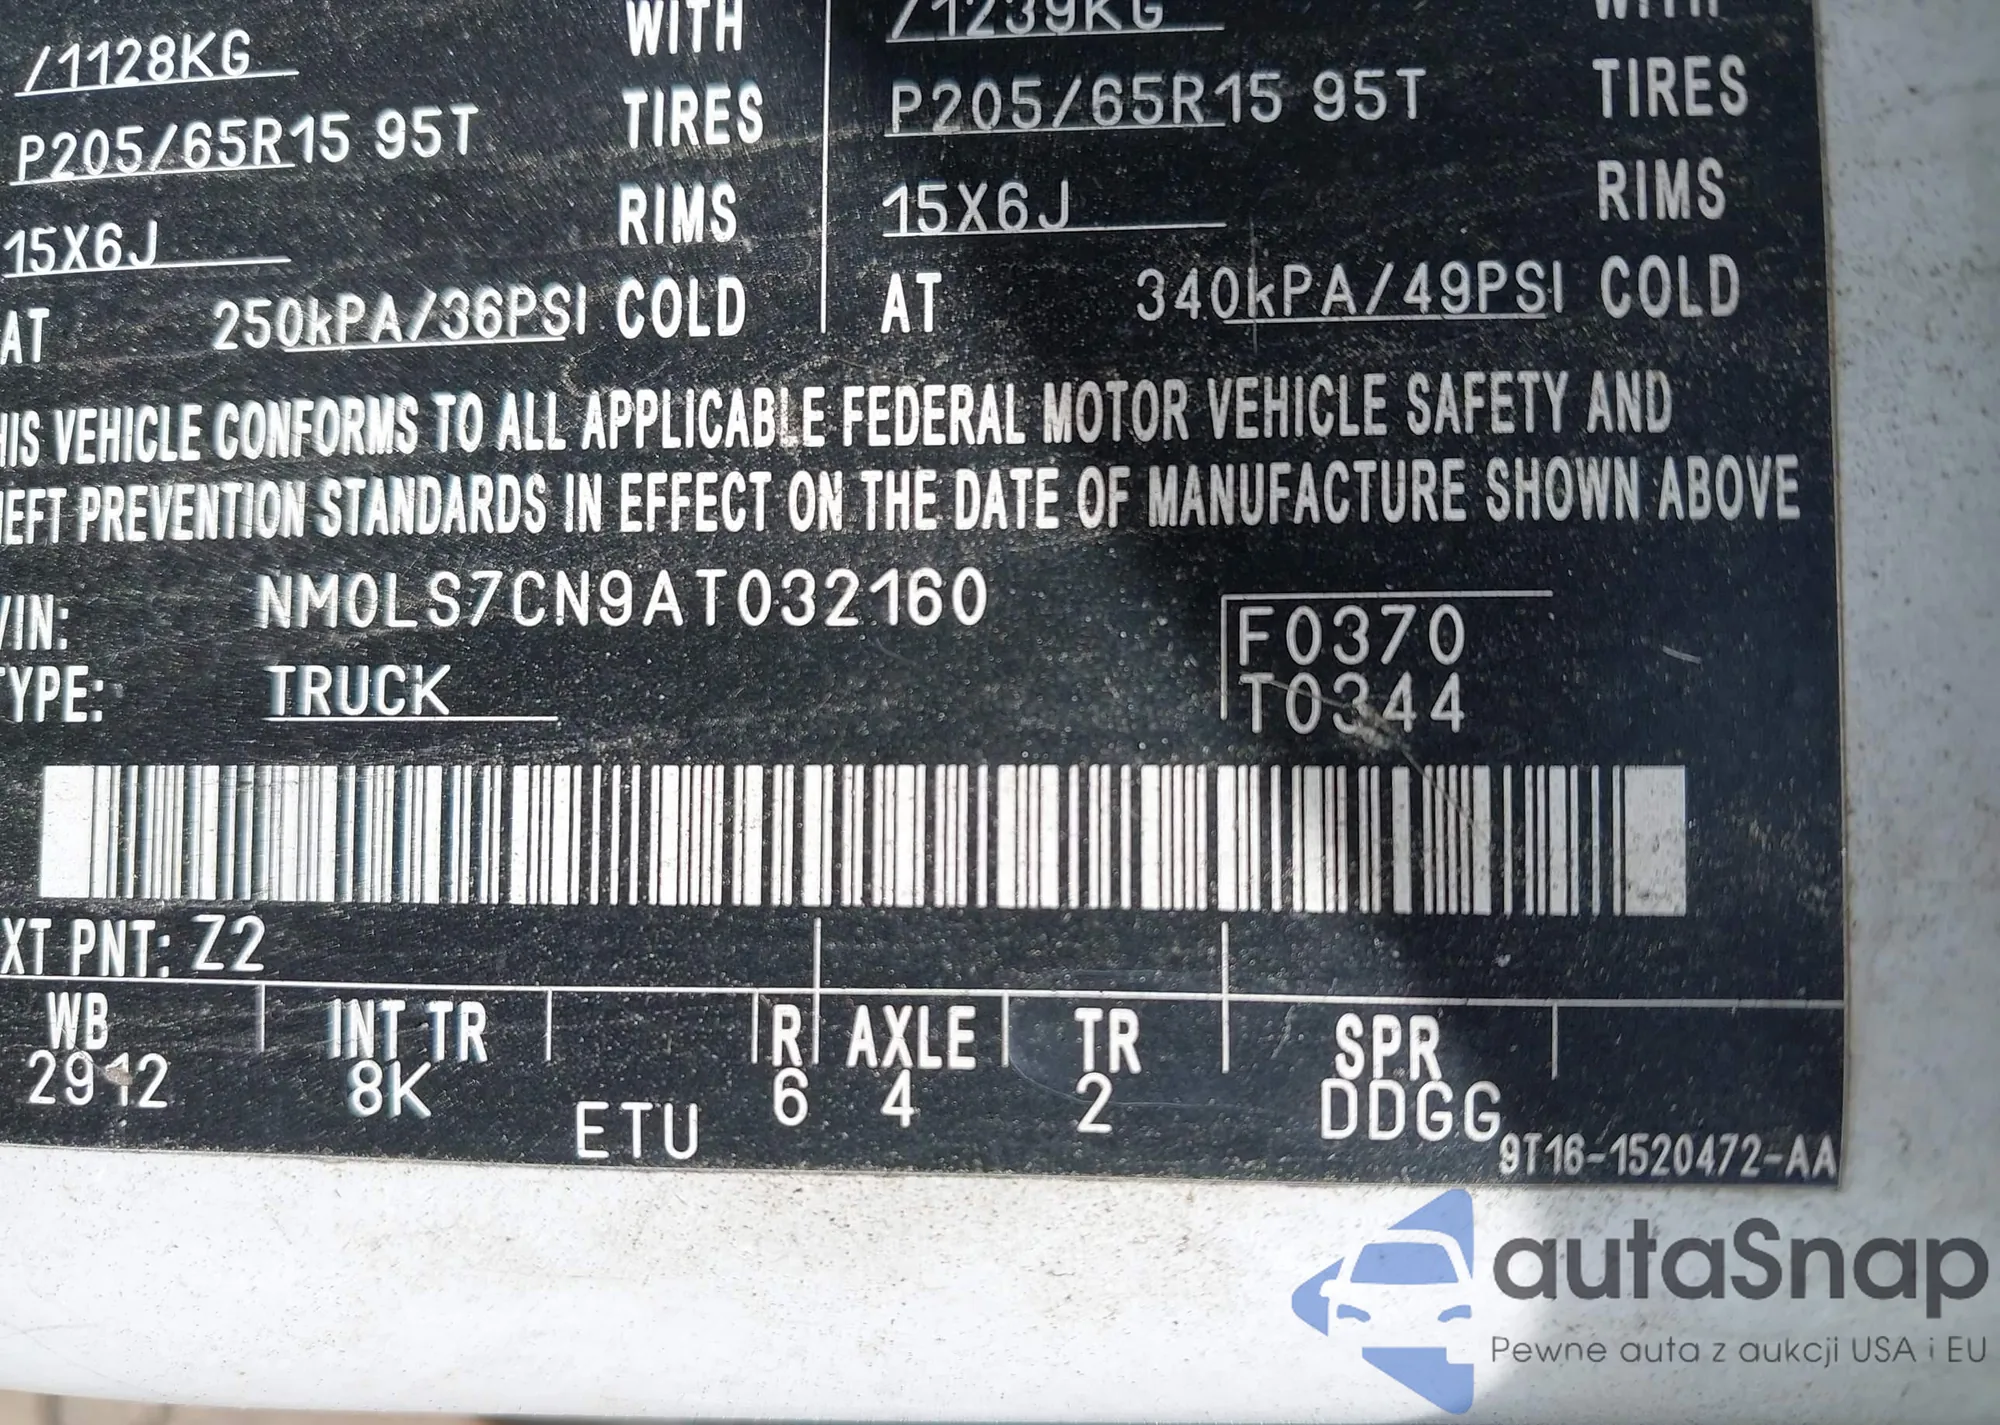 /1128KG WITH /1239KG WITH
P205/65R15 95T TIRES P205/65R15 95T TIRES
15X6J RIMS 15X6J RIMS
AT 250kPA/36PSI COLD AT 340kPA/49PSI COLD
HIS VEHICLE CONFORMS TO ALL APPLICABLE FEDERAL MOTOR VEHICLE SAFETY AND
HEFT PREVENTION STANDARDS IN EFFECT ON THE DATE OF MANUFACTURE SHOWN ABOVE
VIN: NM0LS7CN9AT032160
F0370
TYPE: TRUCK T0344
XT PNT: Z2
WB INT TR R AXLE TR SPR
2912 8K ETU 6 4 2 DDGG
9T16-1520472-AA
autaSnap
Pewne auta z aukcji USA i EU